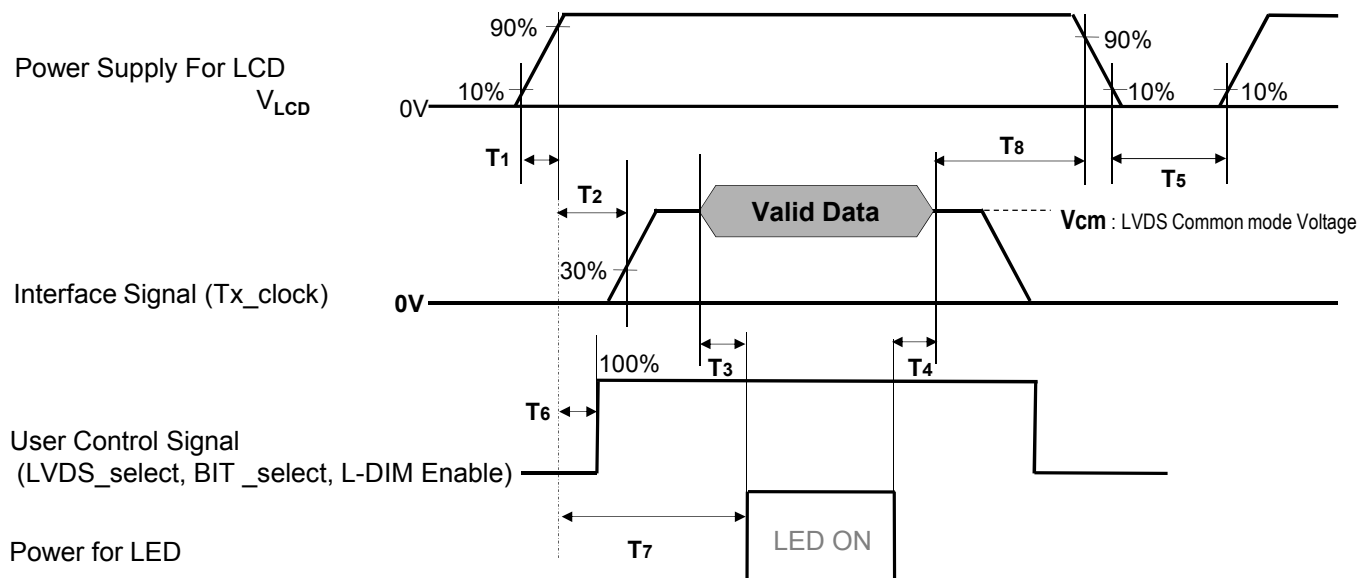 90%
90%
Power Supply For LCD
VLCD
10%
10%
10%
0V
T1
T8
T5
T2
Valid Data
Vcm : LVDS Common mode Voltage
30%
Interface Signal (Tx_clock)
0V
T3
T4
100%
T6
User Control Signal
(LVDS_select, BIT _select, L-DIM Enable)
T7
LED ON
Power for LED